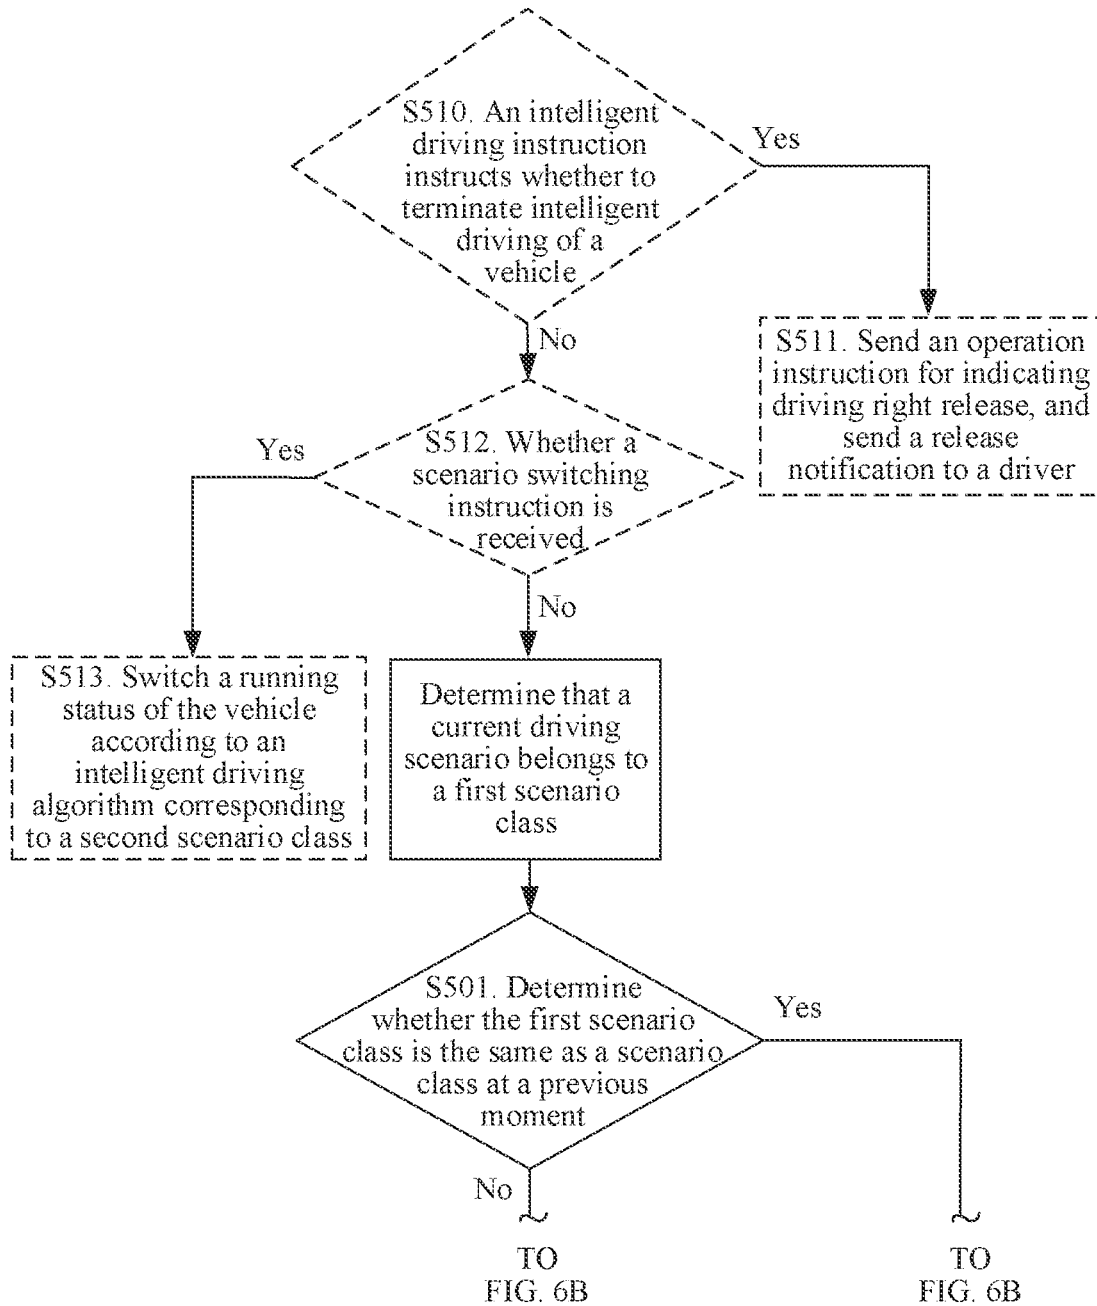 S510. An intelligent
driving instruction
instructs whether to
terminate intelligent
driving of a
vehicle
Yes
No
S511. Send an operation
instruction for indicating
driving right release, and
send a release
notification to a driver
S512. Whether a
scenario switching
instruction is
received
Yes
No
S513. Switch a running
status of the vehicle
according to an
intelligent driving
algorithm corresponding
to a second scenario class
Determine that a
current driving
scenario belongs to
a first scenario
class
S501. Determine
whether the first scenario
class is the same as a scenario
class at a previous
moment
Yes
No
TO
FIG. 6B
TO
FIG. 6B